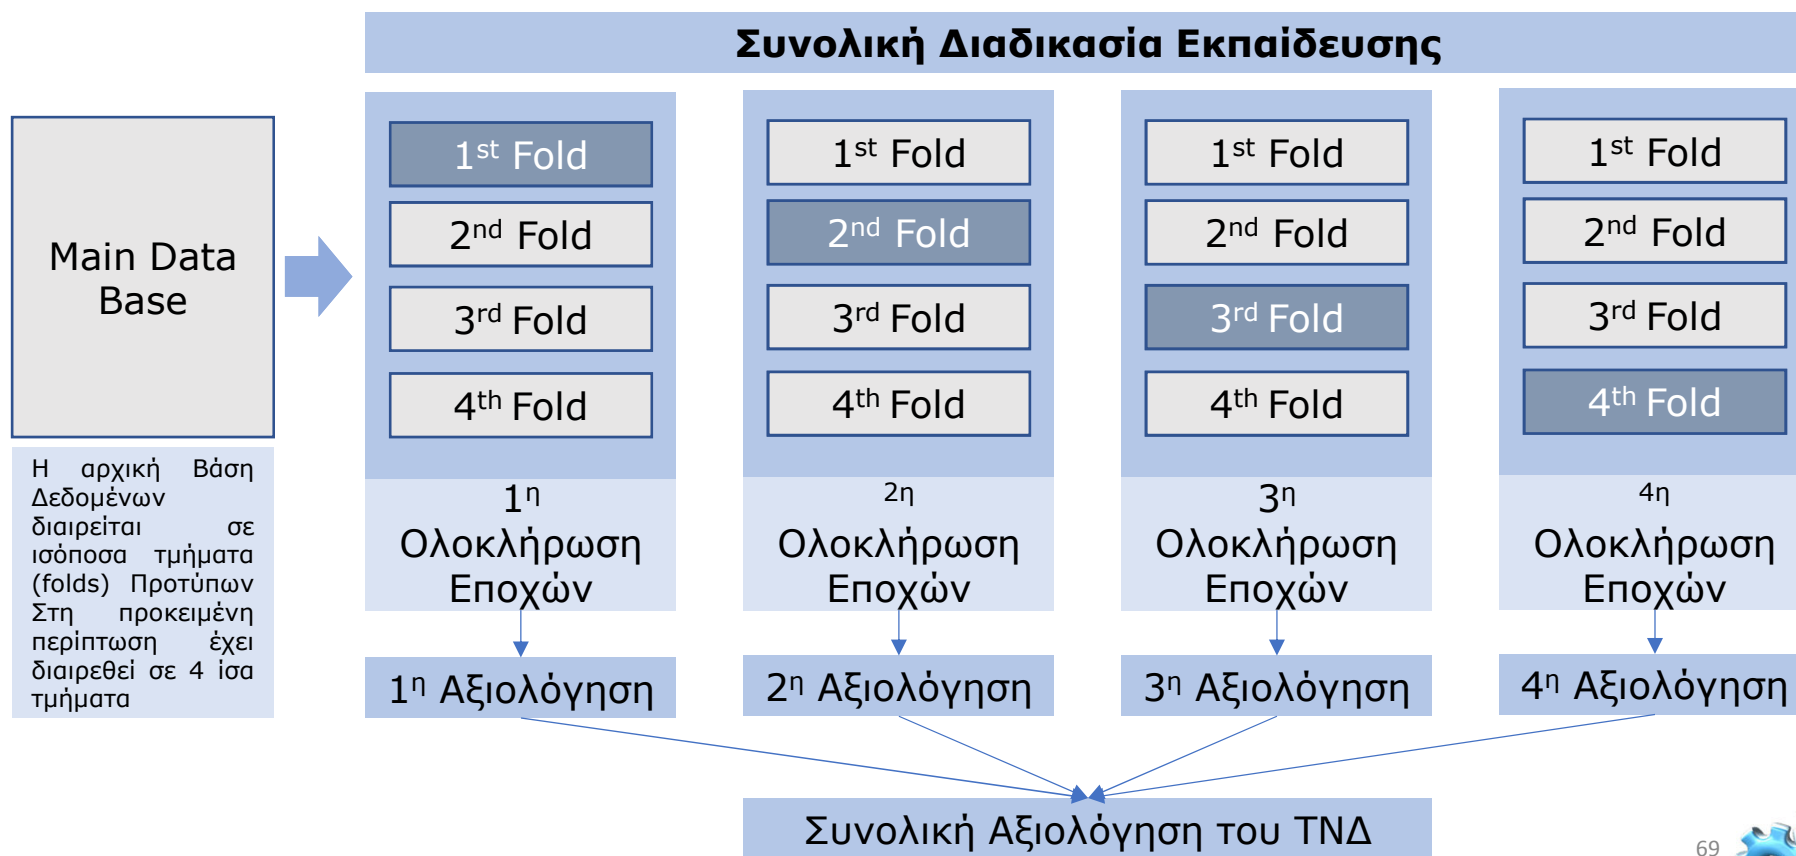 Συνολική Διαδικασία Εκπαίδευσης
Main Data
Base
Η αρχική Βάση
Δεδομένων
διαιρείται σε
ισόποσα τμήματα
(folds) Προτύπων
Στη προκειμένη
περίπτωση έχει
διαιρεθεί σε 4 ίσα
τμήματα
1st Fold
2nd Fold
3rd Fold
4th Fold
1η
Ολοκλήρωση
Εποχών
1η Αξιολόγηση
1st Fold
2nd Fold
3rd Fold
4th Fold
2η
Ολοκλήρωση
Εποχών
2η Αξιολόγηση
1st Fold
2nd Fold
3rd Fold
4th Fold
3η
Ολοκλήρωση
Εποχών
3η Αξιολόγηση
1st Fold
2nd Fold
3rd Fold
4th Fold
4η
Ολοκλήρωση
Εποχών
4η Αξιολόγηση
Συνολική Αξιολόγηση του ΤΝΔ
69